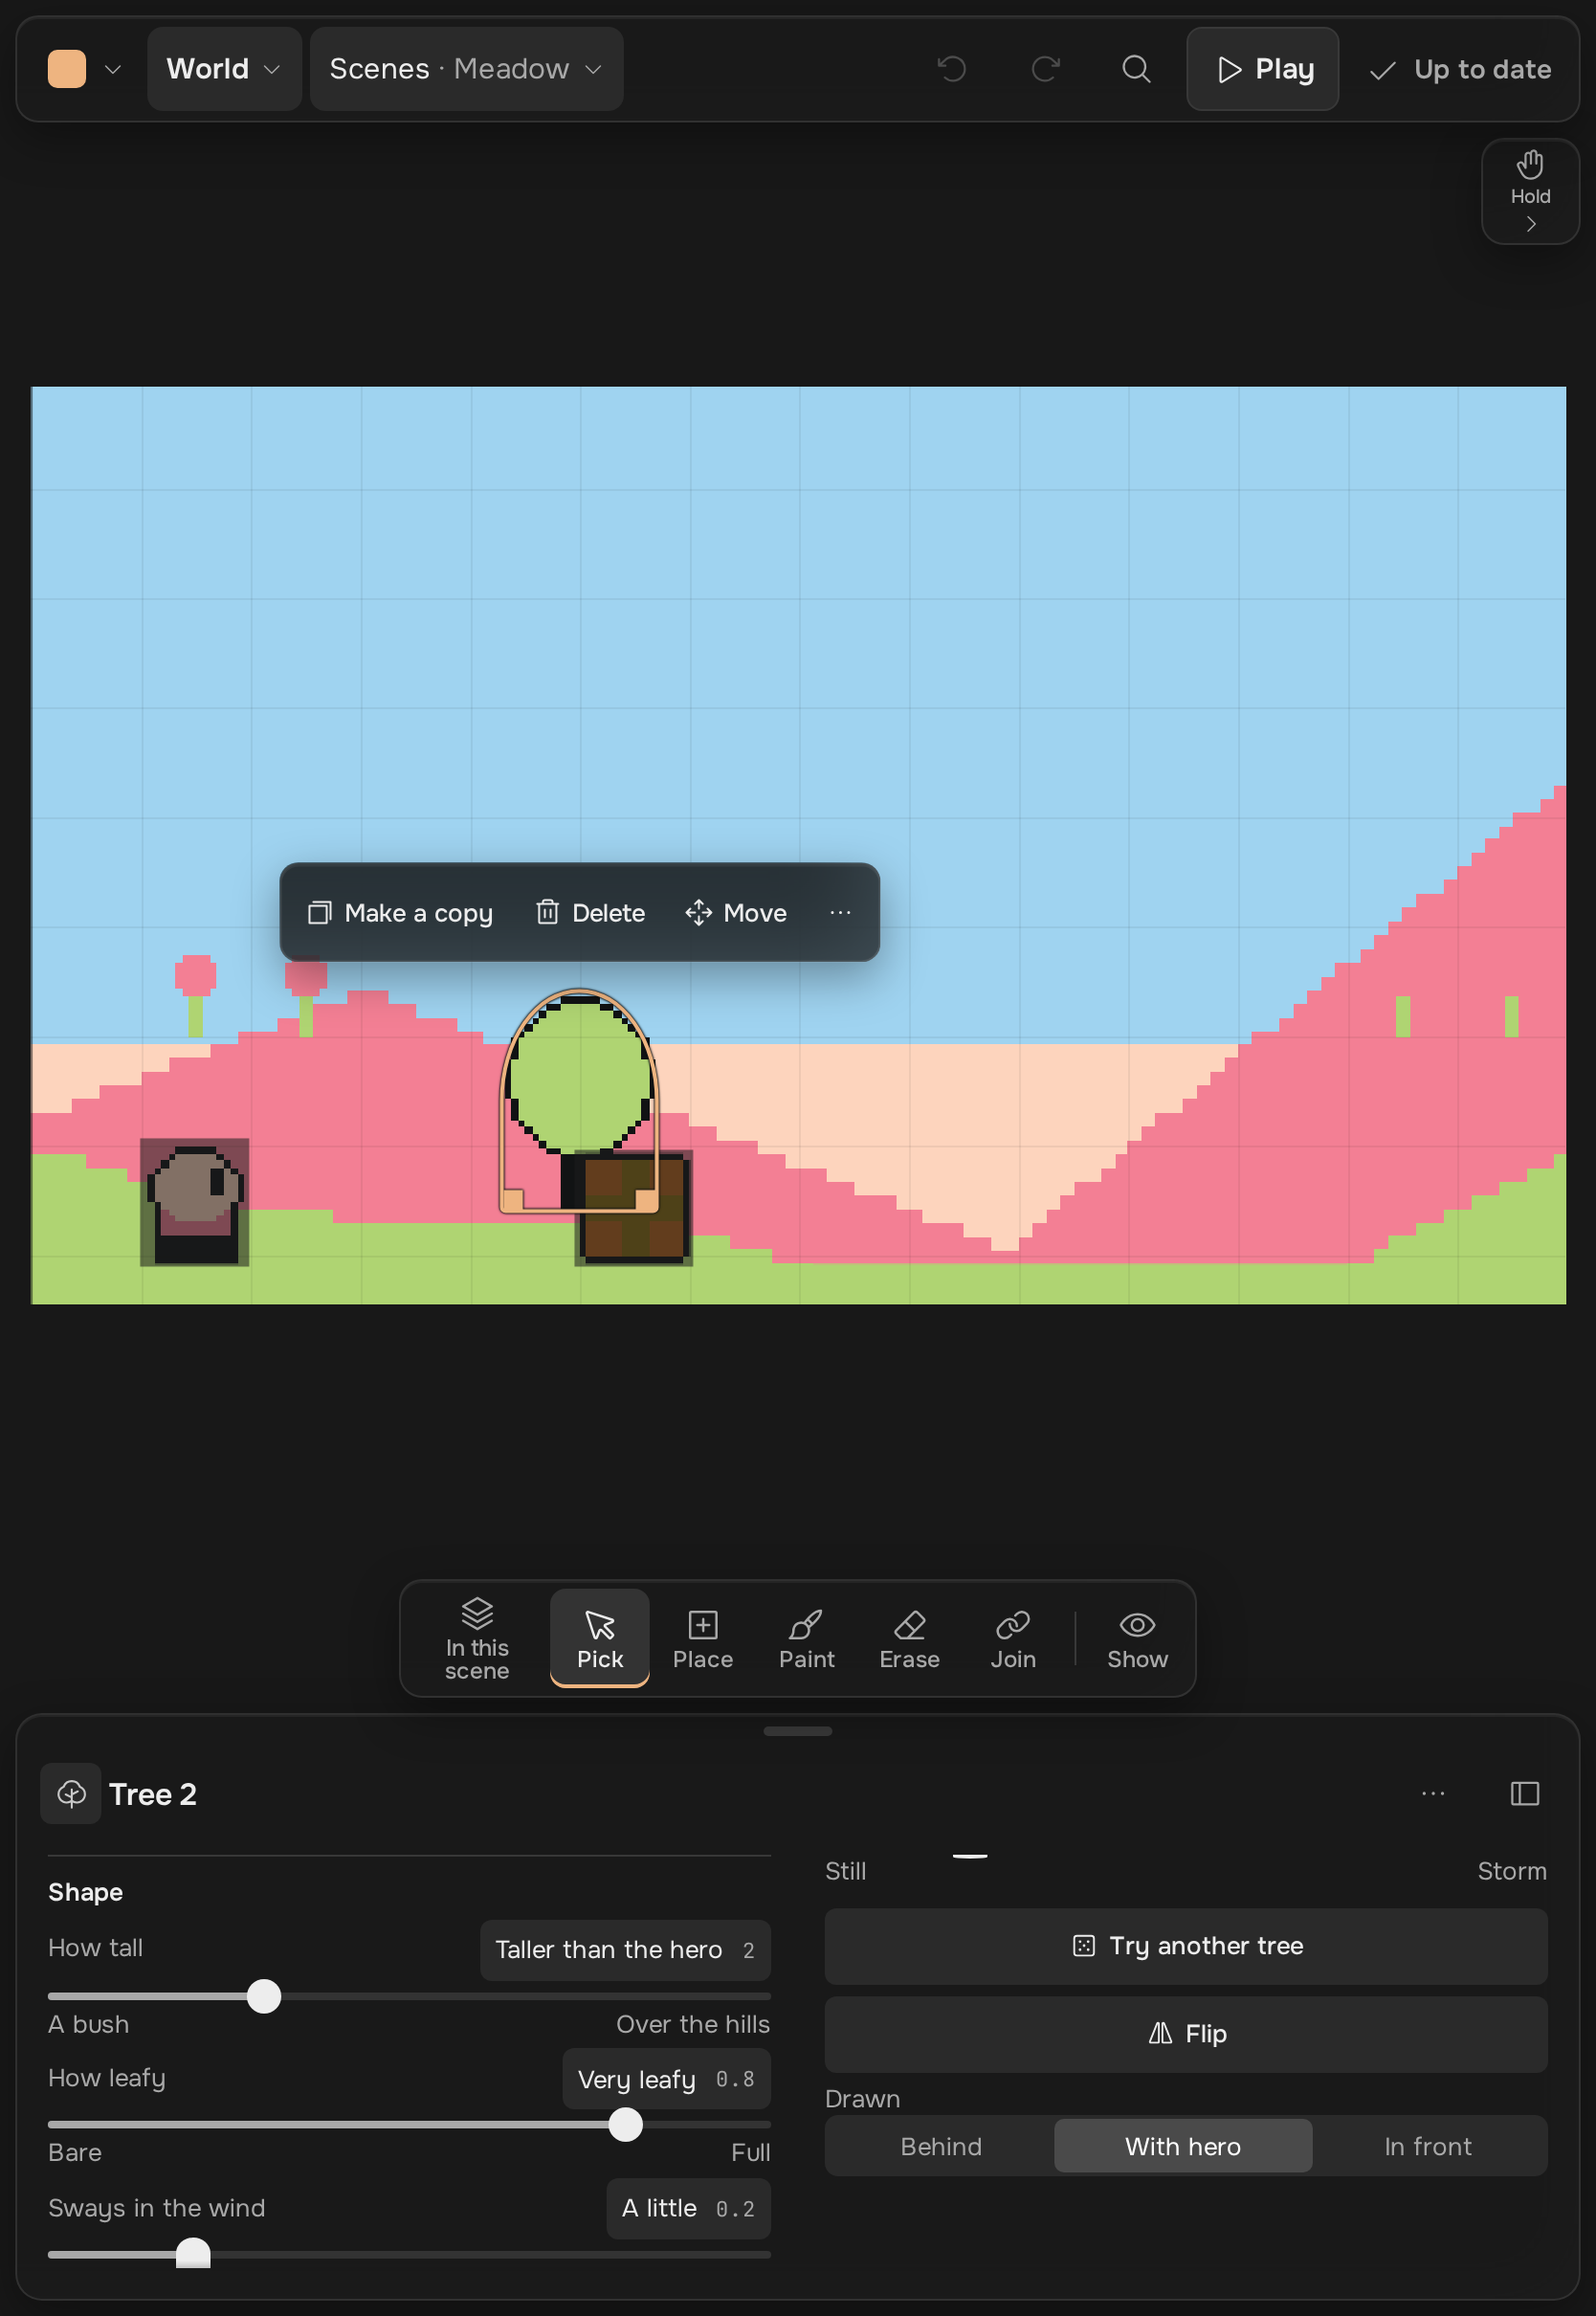 World
Scenes · Meadow
Play
Up to date
Hold
Make a copy
Delete
Move
In this
scene
Pick
Place
Paint
Erase
Join
Show
Tree 2
Shape
How tall
Taller than the hero 2
A bush
Over the hills
How leafy
Very leafy 0.8
Bare
Full
Sways in the wind
A little 0.2
Still
Storm
Try another tree
Flip
Drawn
Behind
With hero
In front